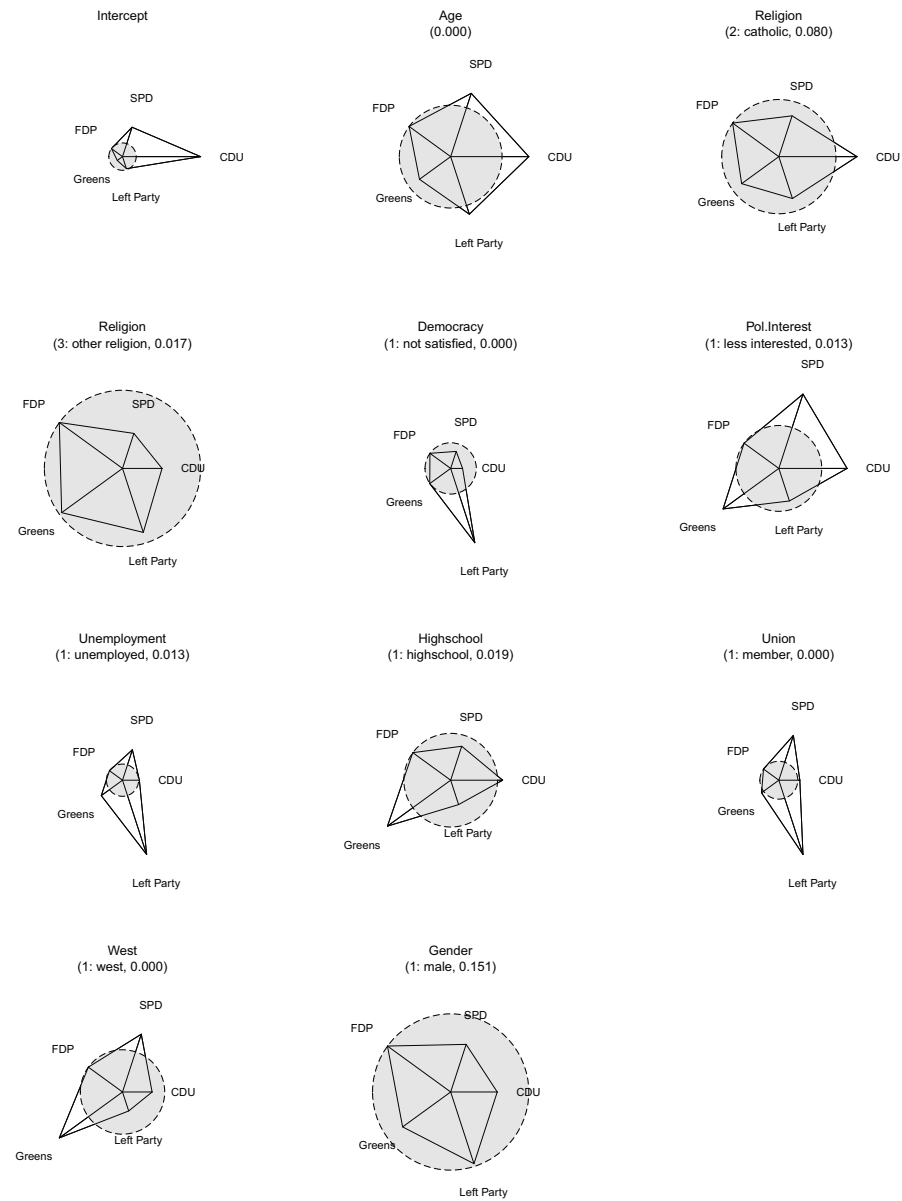 Intercept
SPD
FDP
CDU
Greens
Left Party
Age
(0.000)
SPD
FDP
CDU
Greens
Left Party
Religion
(2: catholic, 0.080)
SPD
FDP
CDU
Greens
Left Party
Religion
(3: other religion, 0.017)
FDP
SPD
CDU
Greens
Left Party
Democracy
(1: not satisfied, 0.000)
SPD
FDP
CDU
Greens
Left Party
Pol.Interest
(1: less interested, 0.013)
SPD
FDP
CDU
Greens
Left Party
Unemployment
(1: unemployed, 0.013)
SPD
FDP
CDU
Greens
Left Party
Highschool
(1: highschool, 0.019)
SPD
FDP
CDU
Left Party
Greens
Union
(1: member, 0.000)
SPD
FDP
CDU
Greens
Left Party
West
(1: west, 0.000)
SPD
FDP
CDU
Left Party
Greens
Gender
(1: male, 0.151)
SPD
FDP
CDU
Greens
Left Party